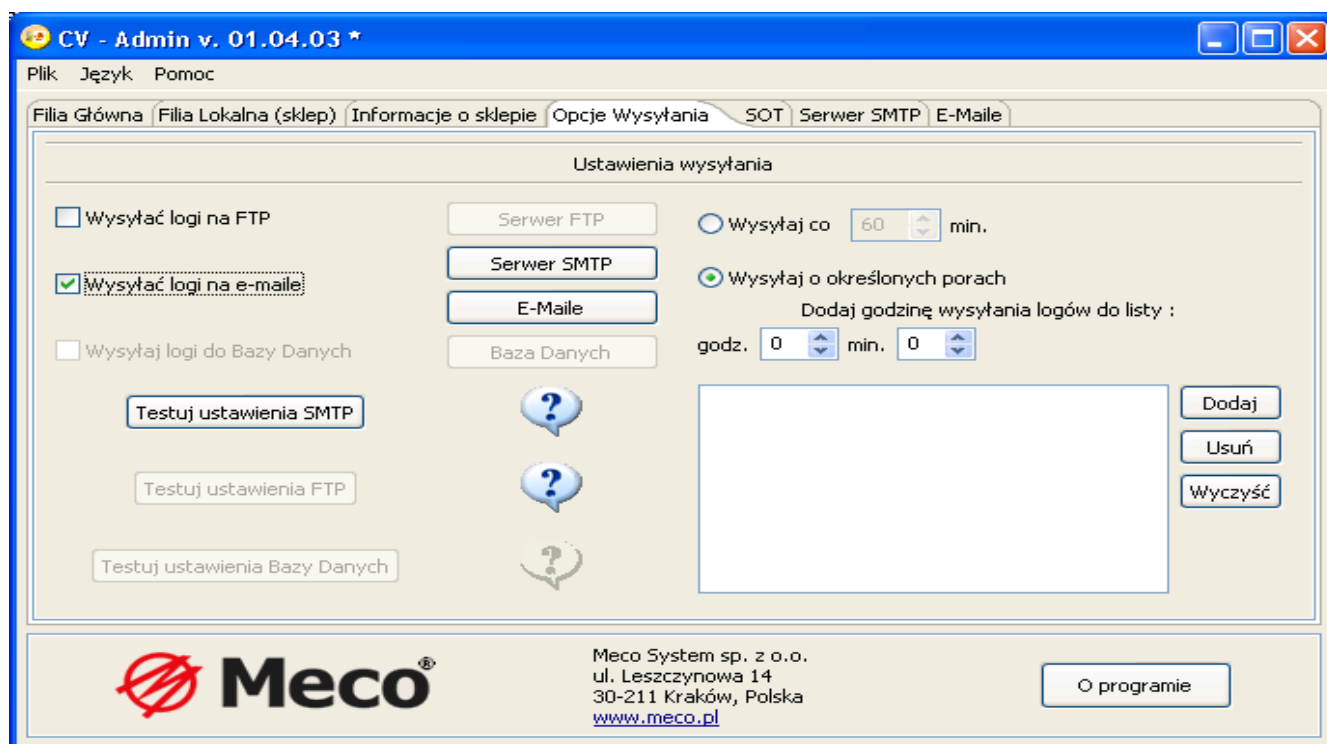 CV - Admin v. 01.04.03 *
Plik Język Pomoc
Filia Główna Filia Lokalna (sklep) Informacje o sklepie Opcje Wysyłania SOT Serwer SMTP E-Maile
Ustawienia wysyłania
Wysyłać logi na FTP
Serwer FTP
Wysyłaj co 60 min.
Serwer SMTP
Wysyłać logi na e-maile
Wysyłaj o określonych porach
E-Maile
Dodaj godzinę wysyłania logów do listy :
Wysyłaj logi do Bazy Danych
Baza Danych
godz. 0 min. 0
Testuj ustawienia SMTP
?
Dodaj
Usuń
Testuj ustawienia FTP
?
Wyczyść
Testuj ustawienia Bazy Danych
?
Meco®
Meco System sp. z o.o.
ul. Leszczynowa 14
30-211 Kraków, Polska
www.meco.pl
O programie